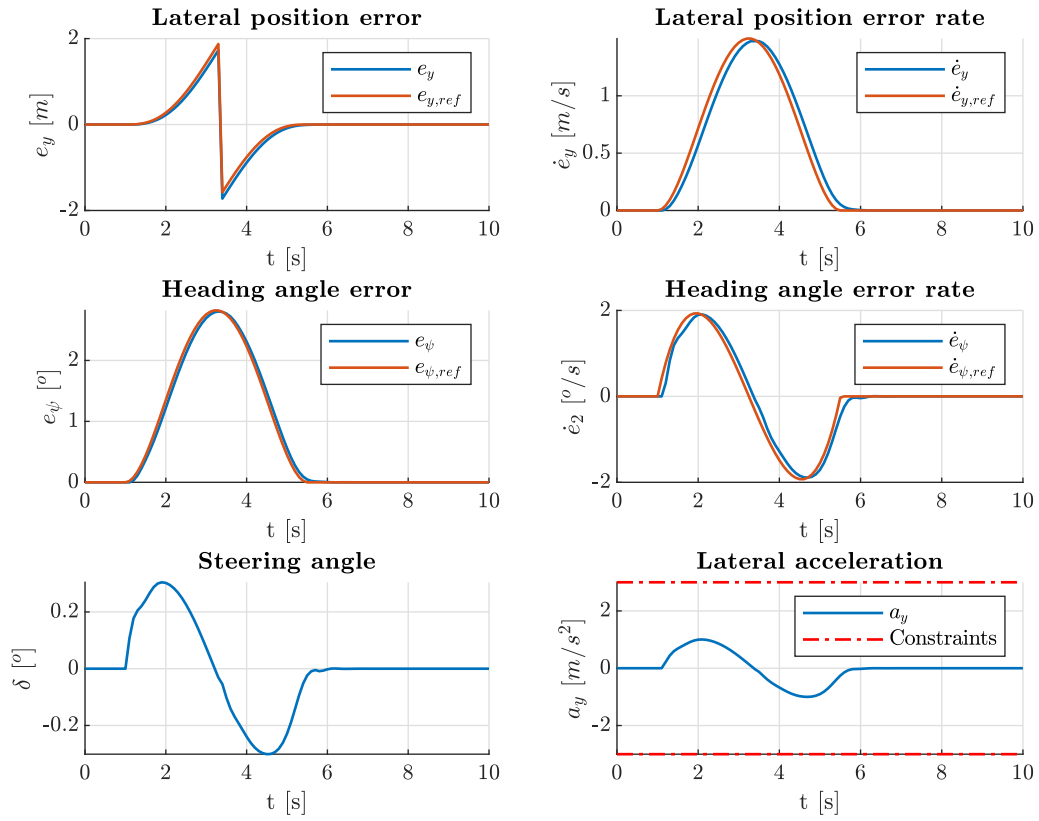 Lateral position error
2
0
-2
e_y [m]
e_y
e_{y,ref}
0 2 4 6 8 10
t [s]
Lateral position error rate
1
0.5
0
ė_y [m/s]
ė_y
ė_{y,ref}
0 2 4 6 8 10
t [s]
Heading angle error
2
1
0
e_ψ [°]
e_ψ
e_{ψ,ref}
0 2 4 6 8 10
t [s]
Heading angle error rate
2
0
-2
ė_2 [°/s]
ė_ψ
ė_{ψ,ref}
0 2 4 6 8 10
t [s]
Steering angle
0.2
0
-0.2
δ [°]
0 2 4 6 8 10
t [s]
Lateral acceleration
2
0
-2
a_y [m/s²]
a_y
Constraints
0 2 4 6 8 10
t [s]